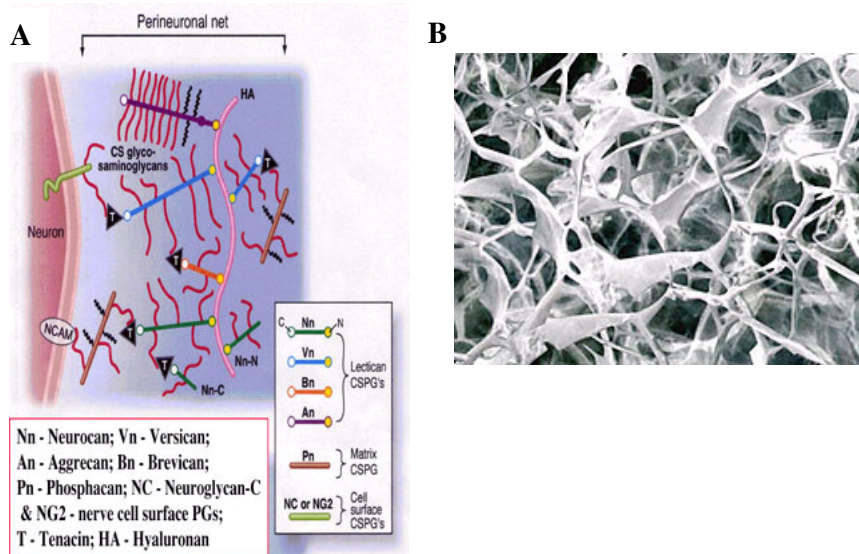 A
Perineuronal net
HA
CS glyco-
saminoglycans
T
T
Neuron
T
NCAM
T
Nn-N
T
Nn-C
C Nn N
Vn
Bn
An
Lectican
CSPG's
Pn
Matrix
CSPG
NC or NG2
Cell
surface
CSPG's
Nn - Neurocan; Vn - Versican;
An - Aggrecan; Bn - Brevican;
Pn - Phosphacan; NC - Neuroglycan-C
& NG2 - nerve cell surface PGs;
T - Tenacin; HA - Hyaluronan
B